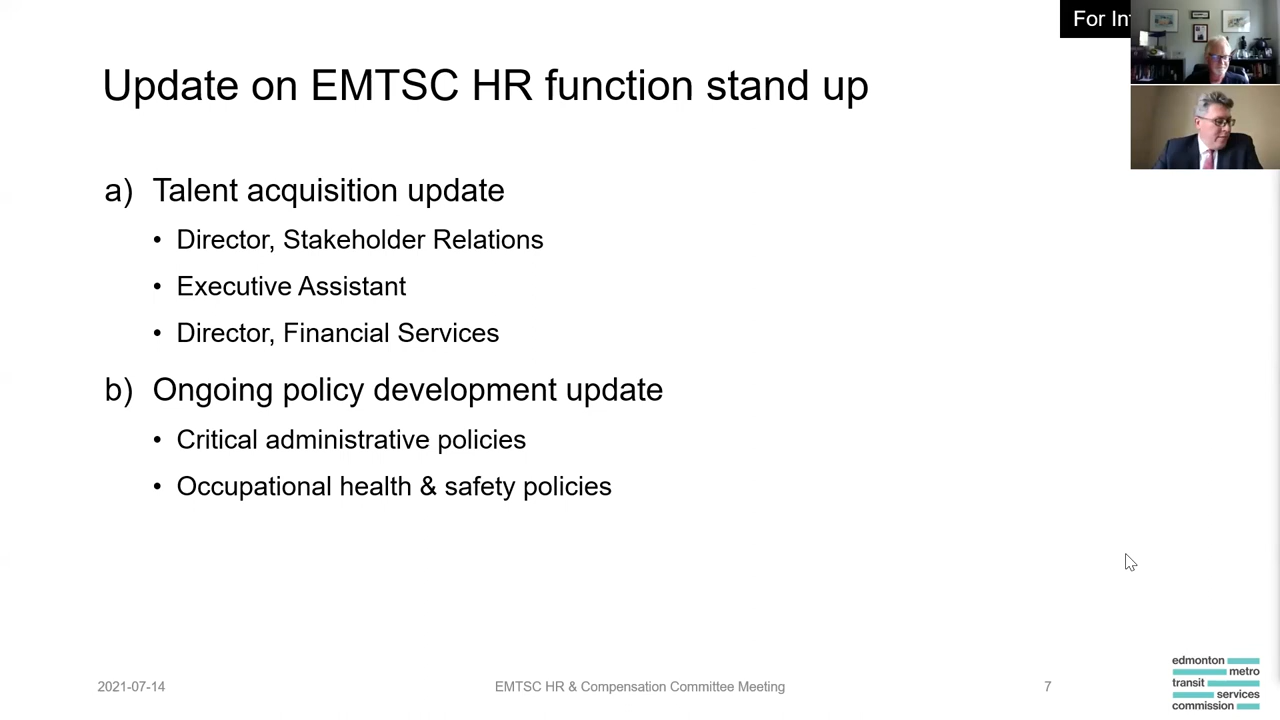 For In
Update on EMTSC HR function stand up
a) Talent acquisition update
• Director, Stakeholder Relations
• Executive Assistant
• Director, Financial Services
b) Ongoing policy development update
• Critical administrative policies
• Occupational health & safety policies
2021-07-14
EMTSC HR & Compensation Committee Meeting
7
edmonton
metro
transit
services
commission